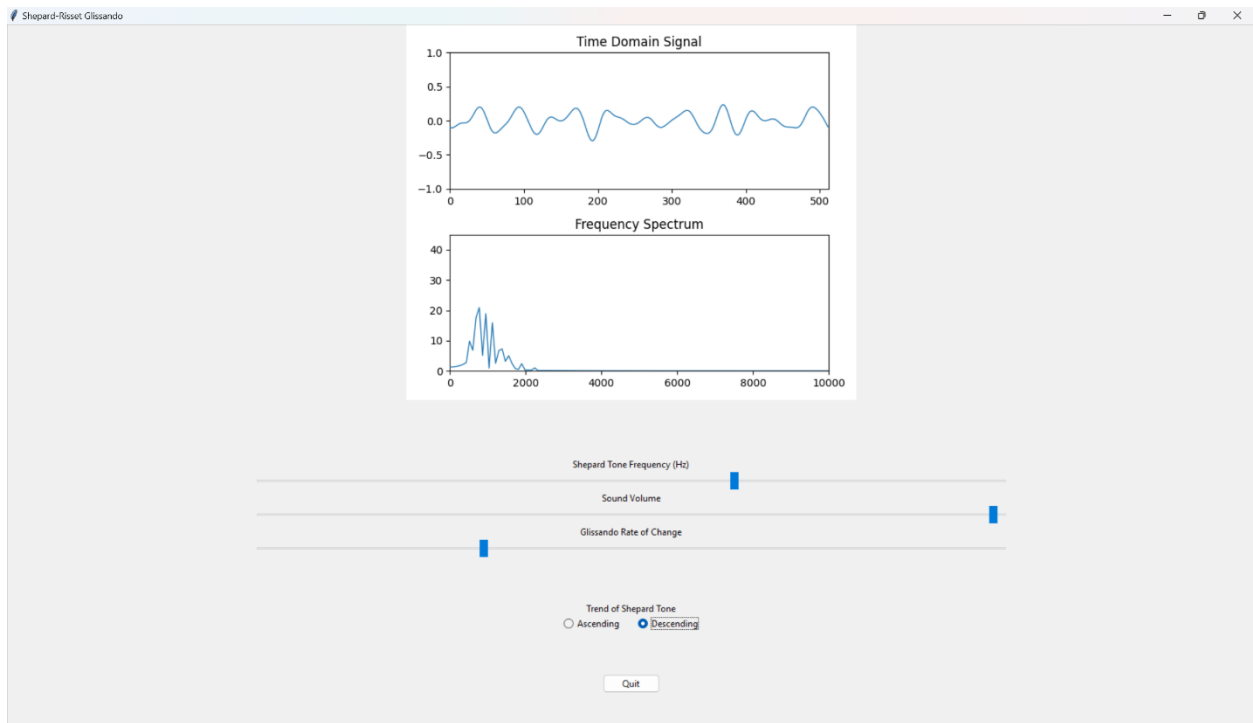 Shepard-Risset Glissando
Time Domain Signal
1.0
0.5
0.0
−0.5
−1.0
0 100 200 300 400 500
Frequency Spectrum
40
30
20
10
0
0 2000 4000 6000 8000 10000
Shepard Tone Frequency (Hz)
Sound Volume
Glissando Rate of Change
Trend of Shepard Tone
Ascending Descending
Quit